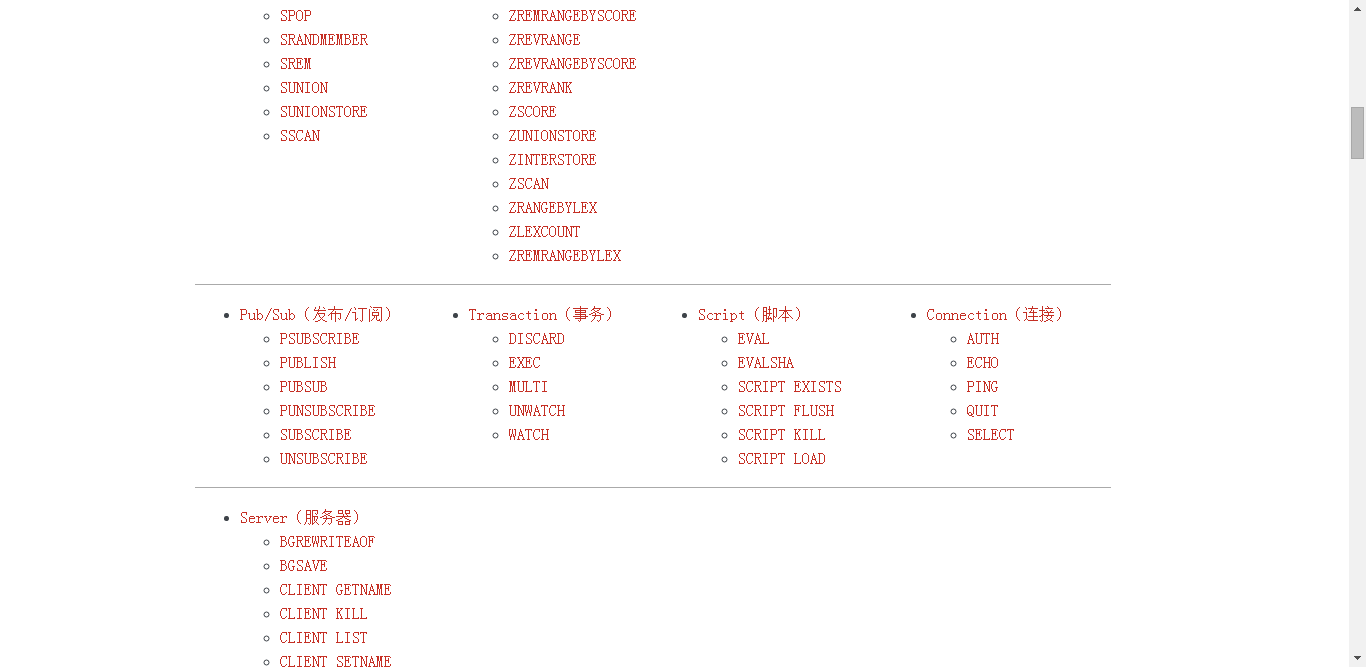 SPOP
SRANDMEMBER
SREM
SUNION
SUNIONSTORE
SSCAN
ZREMRANGEBYSCORE
ZREVRANGE
ZREVRANGEBYSCORE
ZREVRANK
ZSCORE
ZUNIONSTORE
ZINTERSTORE
ZSCAN
ZRANGEBYLEX
ZLEXCOUNT
ZREMRANGEBYLEX
Pub/Sub（发布/订阅）
PSUBSCRIBE
PUBLISH
PUBSUB
PUNSUBSCRIBE
SUBSCRIBE
UNSUBSCRIBE
Transaction（事务）
DISCARD
EXEC
MULTI
UNWATCH
WATCH
Script（脚本）
EVAL
EVALSHA
SCRIPT EXISTS
SCRIPT FLUSH
SCRIPT KILL
SCRIPT LOAD
Connection（连接）
AUTH
ECHO
PING
QUIT
SELECT
Server（服务器）
BGREWRITEAOF
BGSAVE
CLIENT GETNAME
CLIENT KILL
CLIENT LIST
CLIENT SETNAME